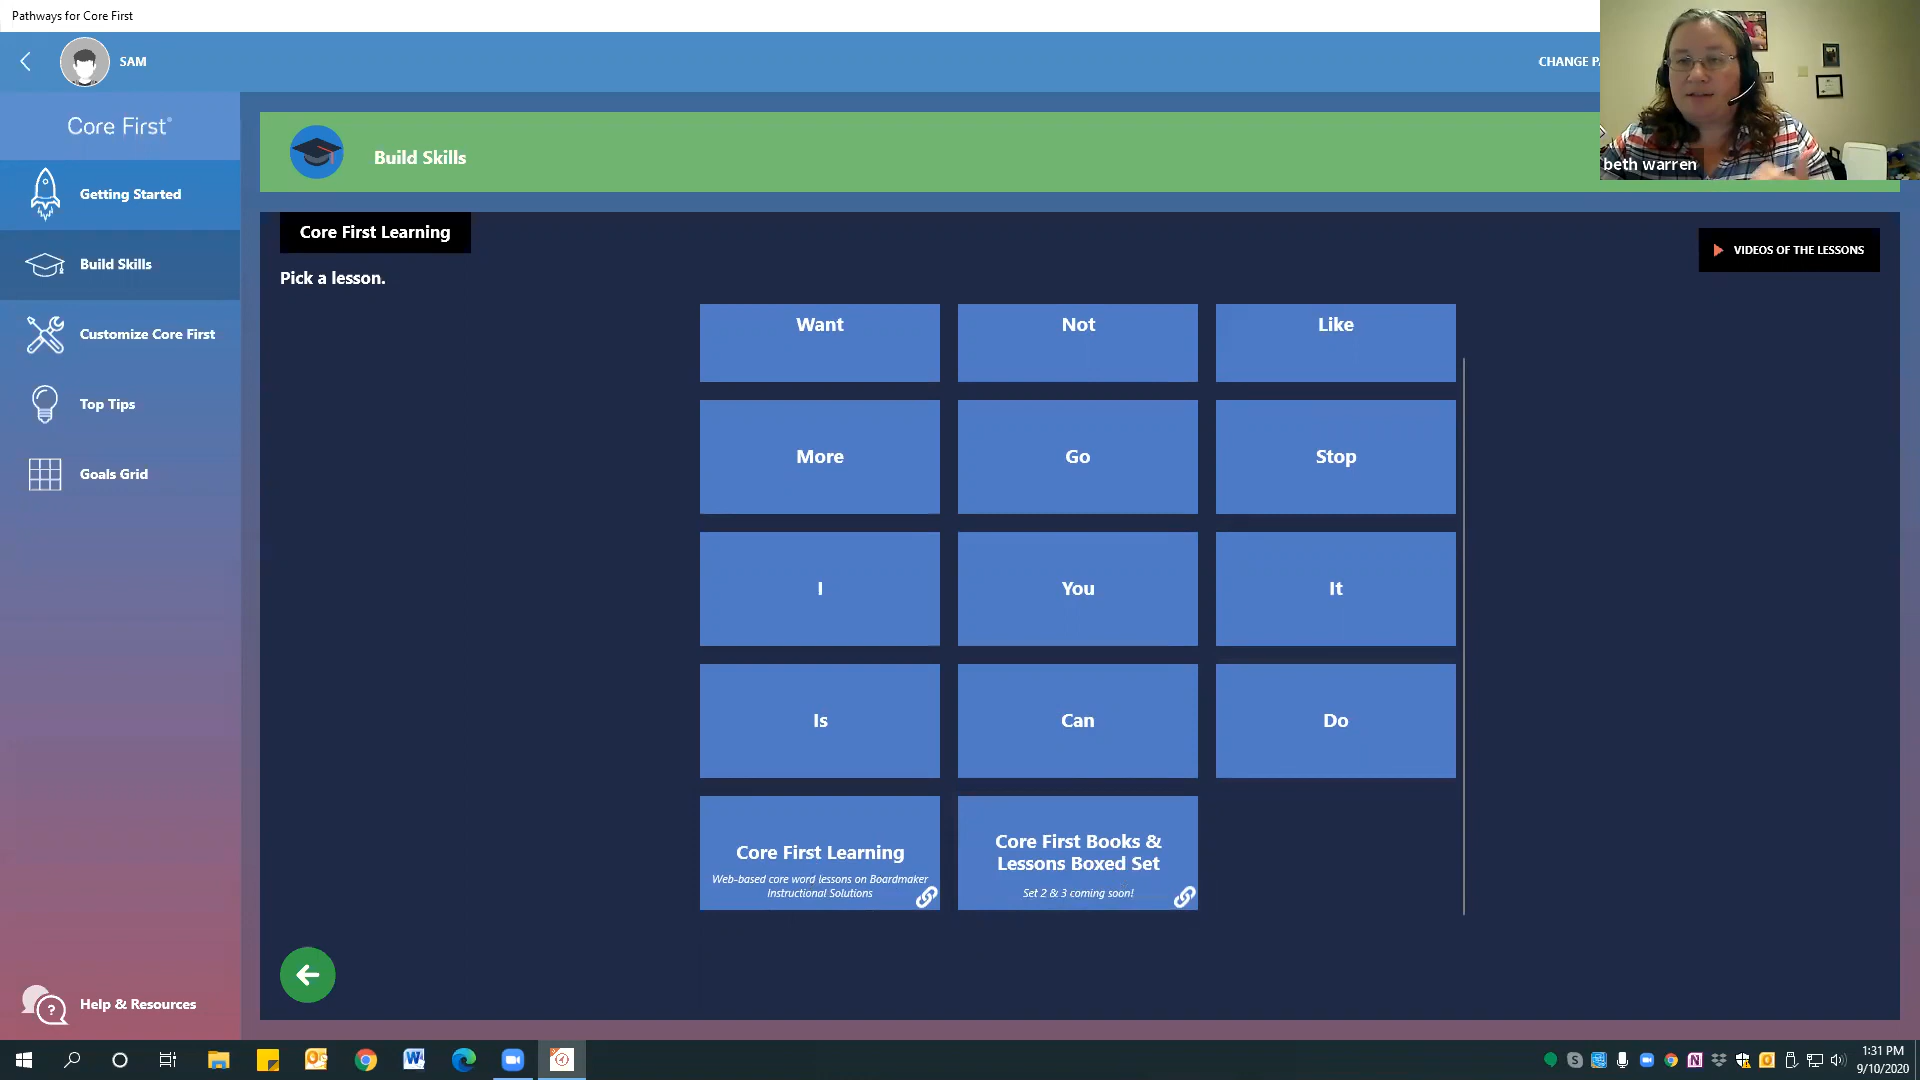 Pathways for Core First
SAM
CHANGE P
beth warren
Core First®
Getting Started
Build Skills
Customize Core First
Top Tips
Goals Grid
Help & Resources
Build Skills
Core First Learning
VIDEOS OF THE LESSONS
Pick a lesson.
Want
Not
Like
More
Go
Stop
I
You
It
Is
Can
Do
Core First Learning
Web-based core word lessons on Boardmaker
Instructional Solutions
Core First Books &
Lessons Boxed Set
Set 2 & 3 coming soon!
1:31 PM
9/10/2020